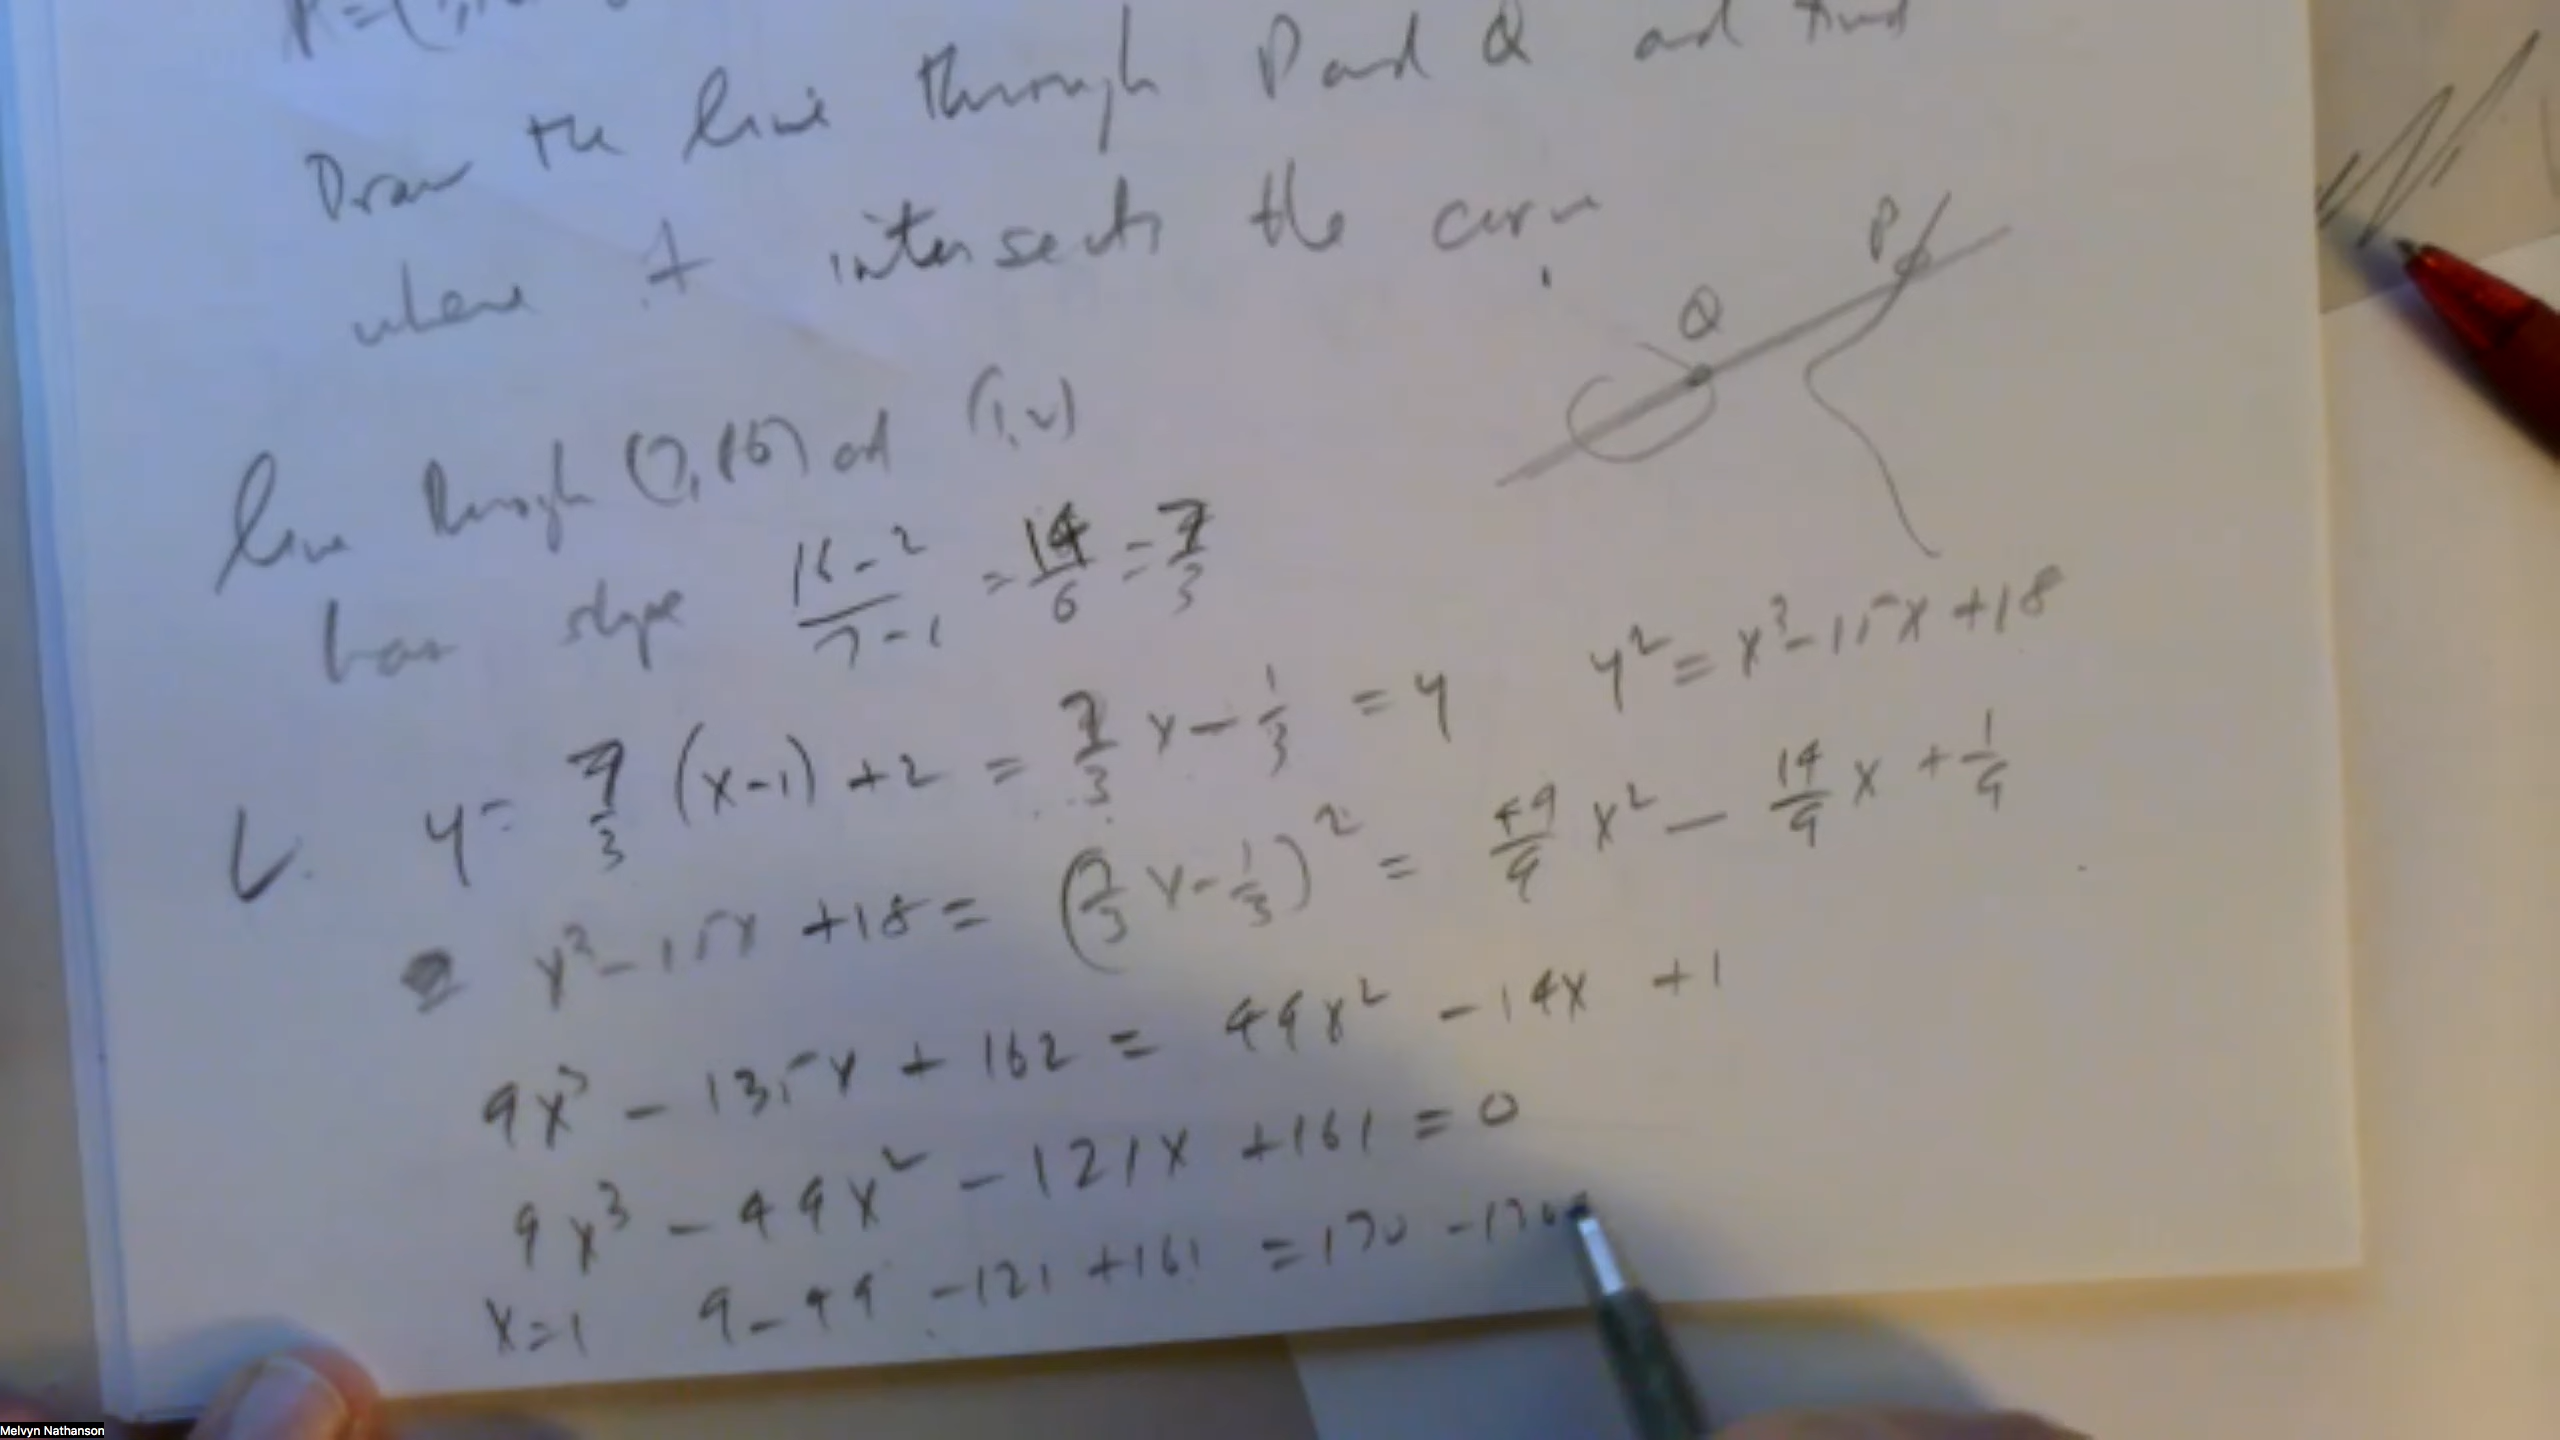 Draw the line through P and Q and find
where it intersects the curve
P
Q
line through (7,16) and (1,2)
has slope 16-2/7-1 = 14/6 = 7/3
y² = x³-15x+18
L. y = 7/3 (x-1) +2 = 7/3 x - 1/3 = y
x³-15x +18 = (7/3 x - 1/3)² = 49/9 x² - 14/9 x + 1/9
9x³ - 135x + 162 = 49x² - 14x + 1
9x³ - 49x² - 121x + 161 = 0
x=1 9-49 -121 +161 = 170 -170
Melvyn Nathanson